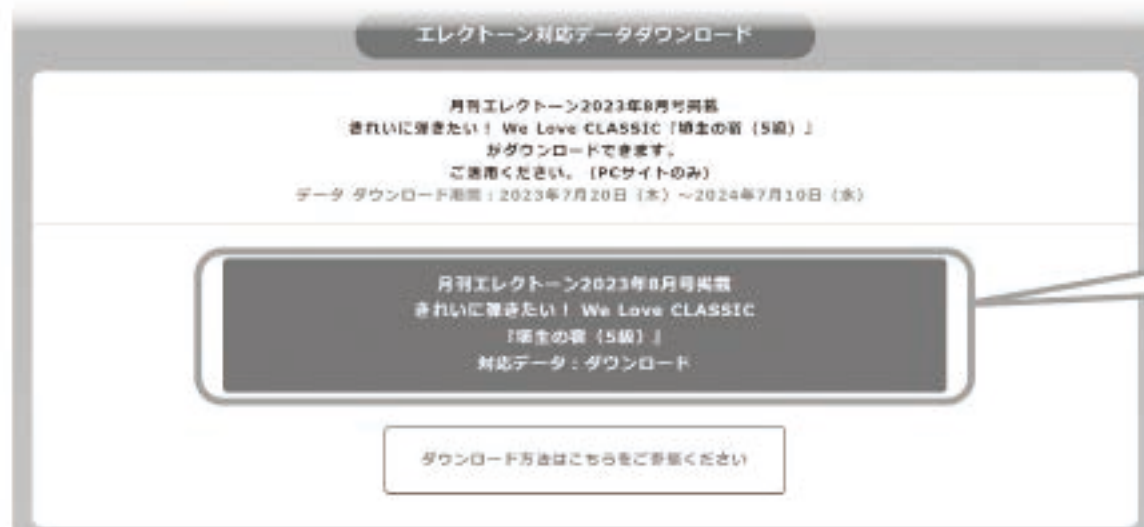 エレクトーン対応データダウンロード
月刊エレクトーン2023年8月号掲載
きれいに弾きたい！ We Love CLASSIC『埴生の宿（5級）』
がダウンロードできます。
ご活用ください。（PCサイトのみ）
データ ダウンロード期間：2023年7月20日（木）～2024年7月10日（水）
月刊エレクトーン2023年8月号掲載
きれいに弾きたい！ We Love CLASSIC
『埴生の宿（5級）』
対応データ：ダウンロード
ダウンロード方法はこちらをご参照ください